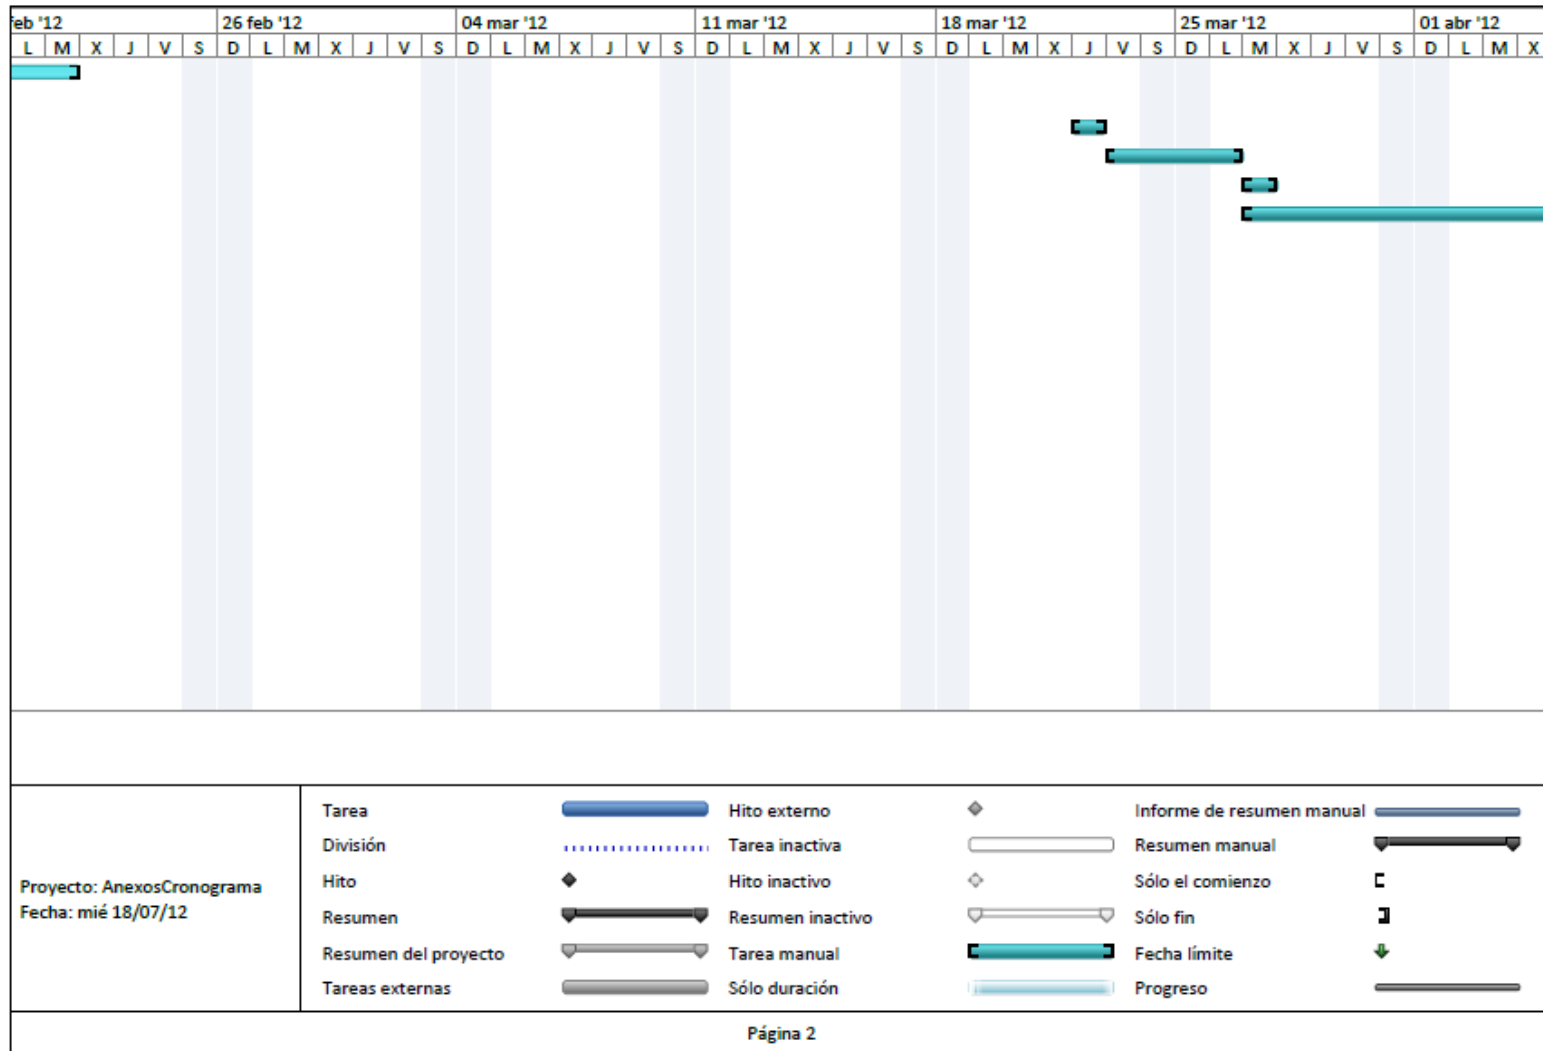 feb '12 26 feb '12 04 mar '12 11 mar '12 18 mar '12 25 mar '12 01 abr '12
L M X J V S D L M X J V S D L M X J V S D L M X J V S D L M X J V S D L M X J V S D L M X
Tarea Hito externo Informe de resumen manual
División Tarea inactiva Resumen manual
Hito Hito inactivo Sólo el comienzo
Resumen Resumen inactivo Sólo fin
Resumen del proyecto Tarea manual Fecha límite
Tareas externas Sólo duración Progreso
Proyecto: AnexosCronograma
Fecha: mié 18/07/12
Página 2